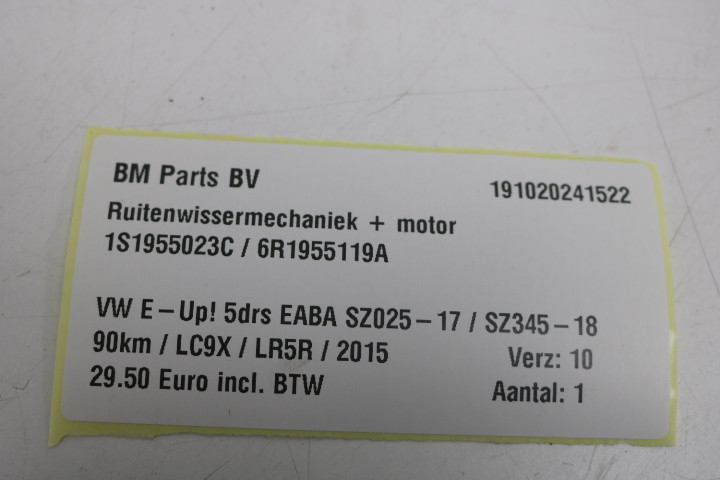 BM Parts BV 191020241522
Ruitenwissermechaniek + motor
1S1955023C / 6R1955119A
VW E-Up! 5drs EABA SZ025-17 / SZ345-18
90km / LC9X / LR5R / 2015 Verz: 10
29.50 Euro incl. BTW Aantal: 1